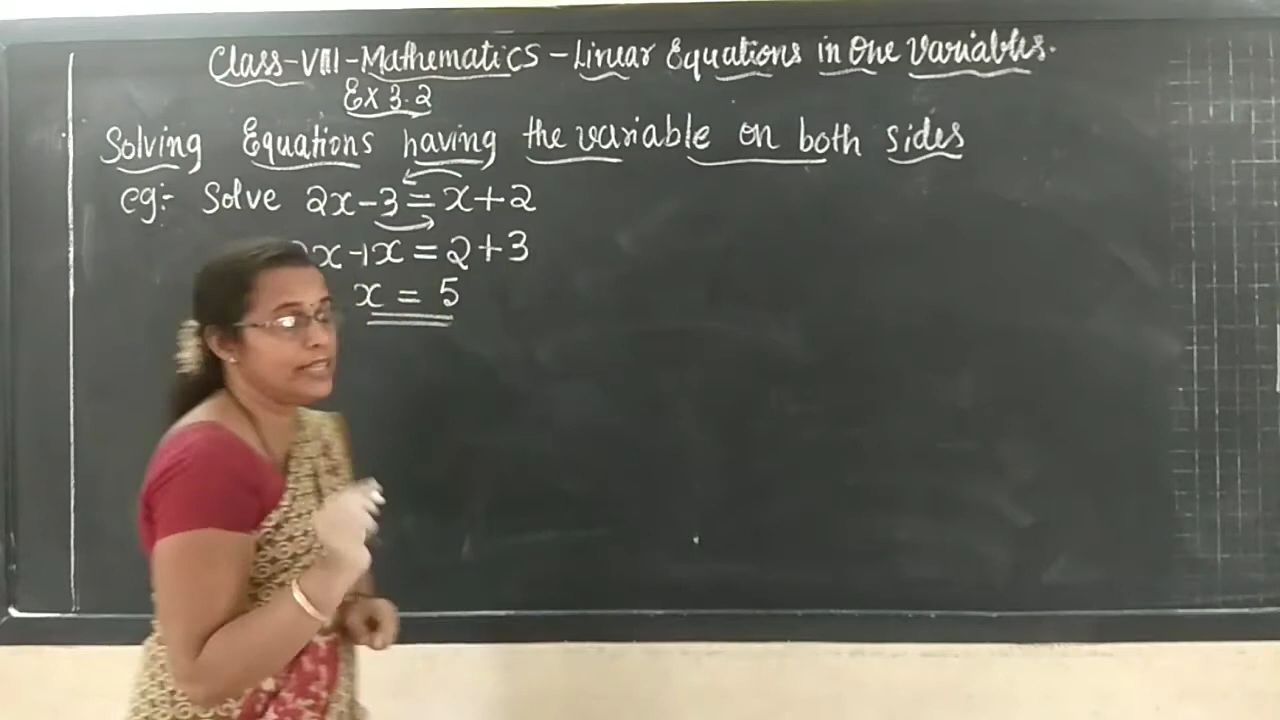 Class-VIII-Mathematics-Linear Equations in One Variables.
Ex 3.2
Solving Equations having the variable on both sides
eg:- Solve 2x-3=x+2
2x-1x=2+3
x = 5